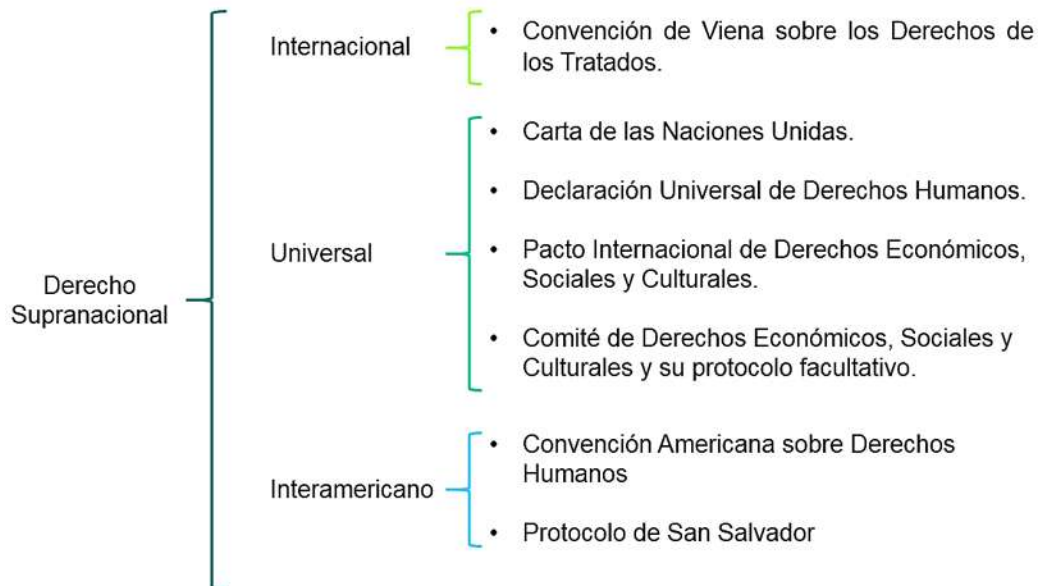 Derecho
Supranacional
Internacional
• Convención de Viena sobre los Derechos de
los Tratados.
Universal
• Carta de las Naciones Unidas.
• Declaración Universal de Derechos Humanos.
• Pacto Internacional de Derechos Económicos,
Sociales y Culturales.
• Comité de Derechos Económicos, Sociales y
Culturales y su protocolo facultativo.
Interamericano
• Convención Americana sobre Derechos
Humanos
• Protocolo de San Salvador